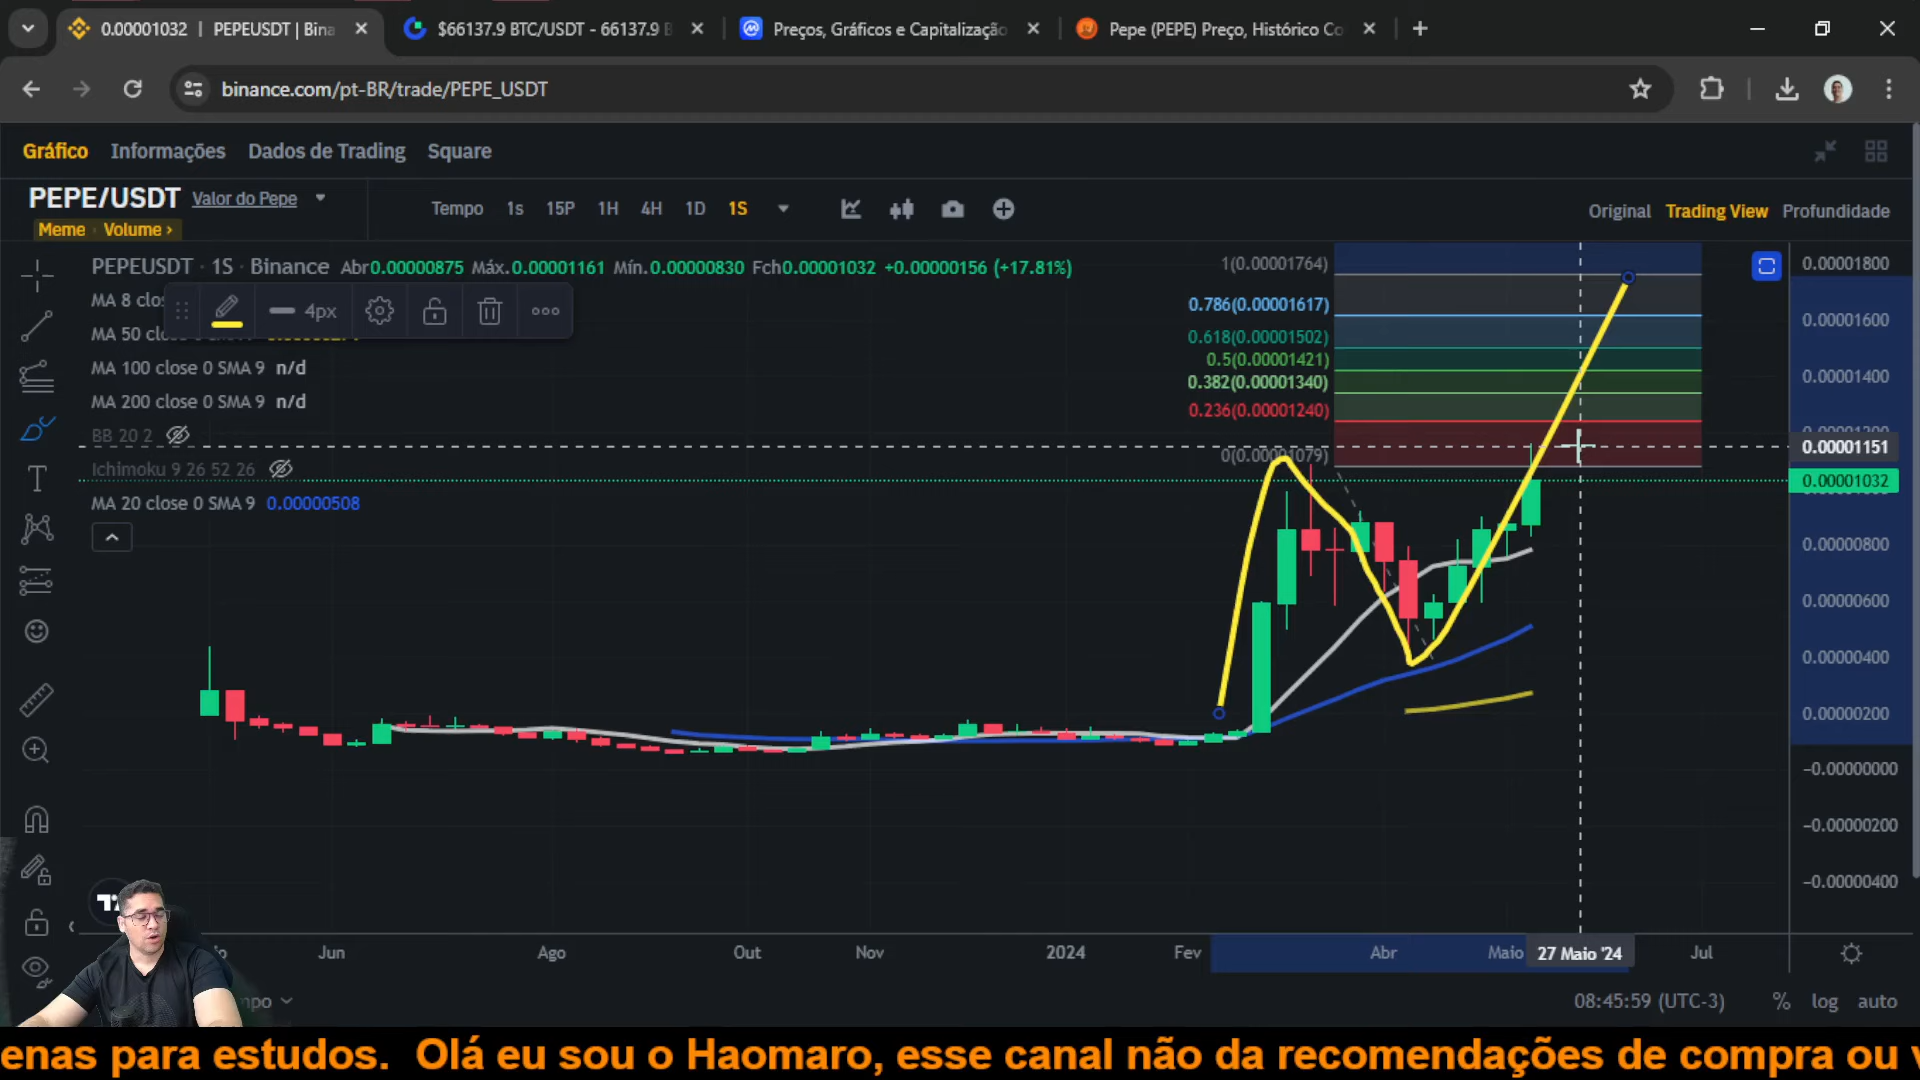 0.00001032 | PEPEUSDT | Bina
$66137.9 BTC/USDT - 66137.9 B
Preços, Gráficos e Capitalização
Pepe (PEPE) Preço, Histórico Co
binance.com/pt-BR/trade/PEPE_USDT
Gráfico Informações Dados de Trading Square
PEPE/USDT Valor do Pepe
Meme Volume ›
Tempo 1s 15P 1H 4H 1D 1S
Original Trading View Profundidade
PEPEUSDT · 1S · Binance Abr0.00000875 Máx.0.00001161 Mín.0.00000830 Fch0.00001032 +0.00000156 (+17.81%)
MA 8 clos
4px
MA 50 clo
MA 100 close 0 SMA 9 n/d
MA 200 close 0 SMA 9 n/d
BB 20 2
Ichimoku 9 26 52 26
MA 20 close 0 SMA 9 0.00000508
1(0.00001764)
0.786(0.00001617)
0.618(0.00001502)
0.5(0.00001421)
0.382(0.00001340)
0.236(0.00001240)
0(0.00001079)
0.00001800
0.00001600
0.00001400
0.00001151
0.00001032
0.00000800
0.00000600
0.00000400
0.00000200
−0.00000000
−0.00000200
−0.00000400
Jun Ago Out Nov 2024 Fev Abr Maio 27 Maio '24 Jul
08:45:59 (UTC-3) % log auto
enas para estudos. Olá eu sou o Haomaro, esse canal não da recomendações de compra ou v